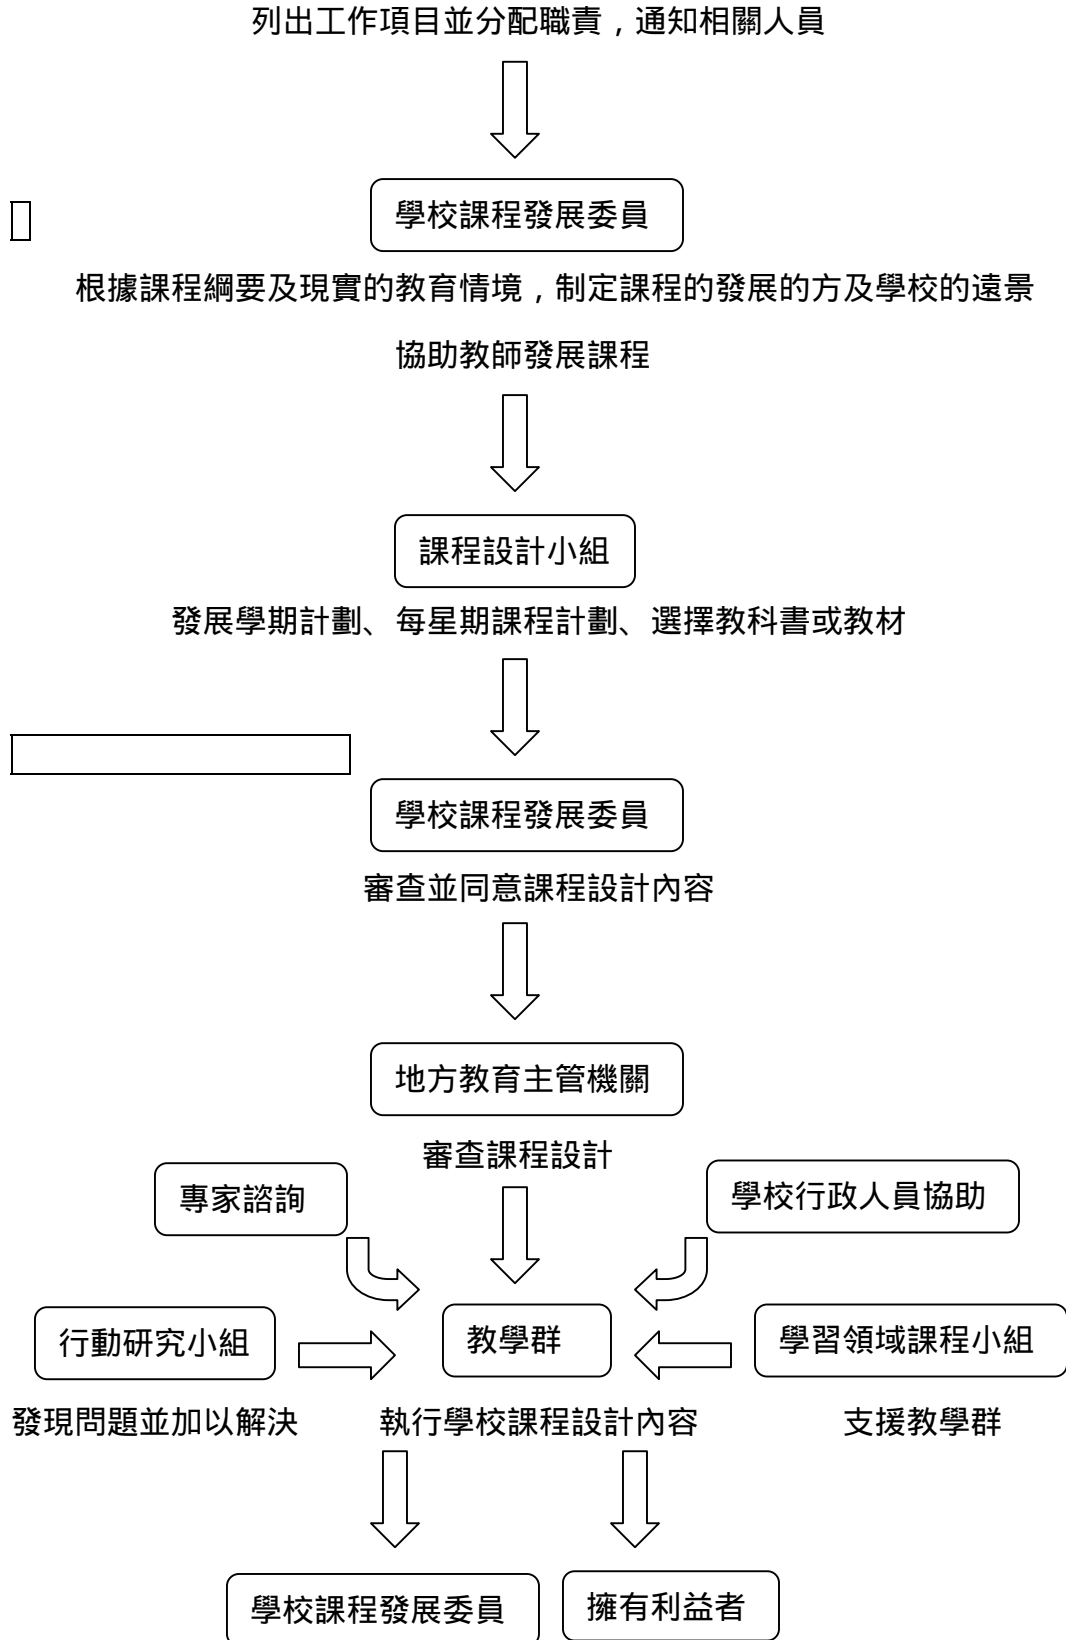 列出工作項目並分配職責，通知相關人員
學校課程發展委員
根據課程綱要及現實的教育情境，制定課程的發展的方及學校的遠景
協助教師發展課程
課程設計小組
發展學期計劃、每星期課程計劃、選擇教科書或教材
學校課程發展委員
審查並同意課程設計內容
地方教育主管機關
審查課程設計
專家諮詢
學校行政人員協助
行動研究小組
教學群
學習領域課程小組
發現問題並加以解決
執行學校課程設計內容
支援教學群
學校課程發展委員
擁有利益者